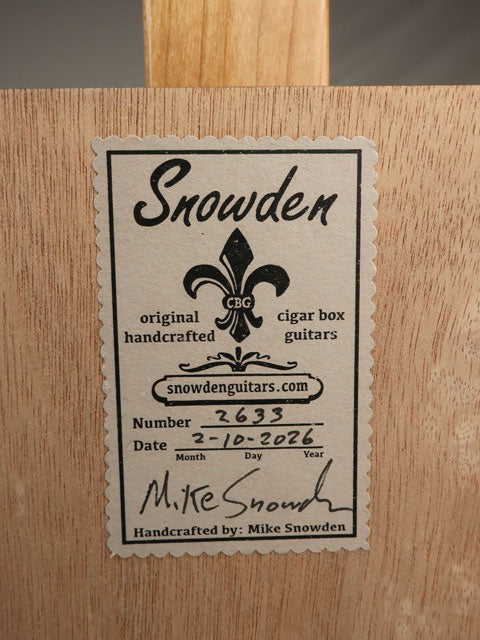 Snowden
CBG
original handcrafted
cigar box guitars
snowdenguitars.com
Number 2633
Date 2-10-2026
Month Day Year
Mike Snowden
Handcrafted by: Mike Snowden